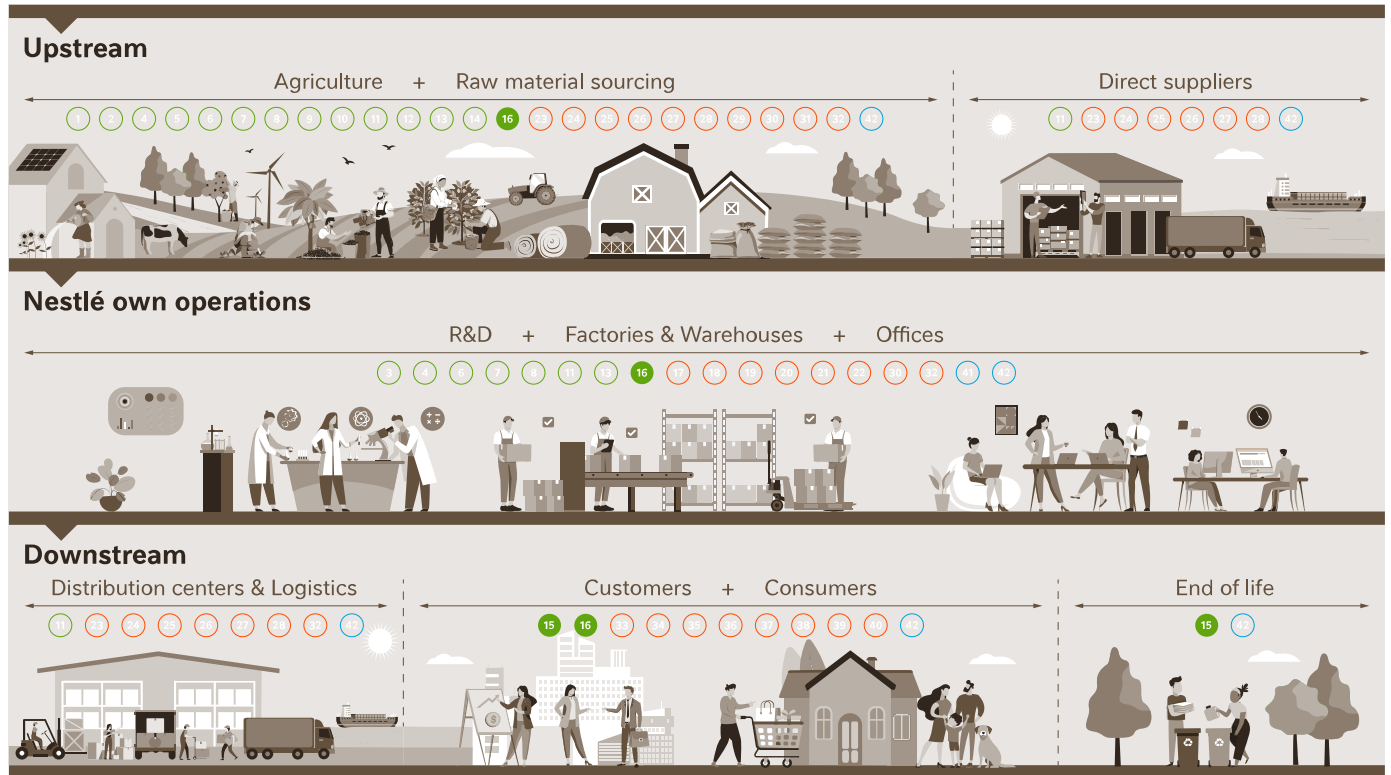 Upstream
Agriculture + Raw material sourcing
Direct suppliers
1 2 4 5 6 7 8 9 10 11 12 13 14 16 23 24 25 26 27 28 29 30 31 32 42
11 23 24 25 26 27 28 42
Nestlé own operations
R&D + Factories & Warehouses + Offices
3 4 6 7 8 11 13 16 17 18 19 20 21 22 30 32 41 42
Downstream
Distribution centers & Logistics
Customers + Consumers
End of life
11 23 24 25 26 27 28 32 42
15 16 33 34 35 36 37 38 39 40 42
15 42
$